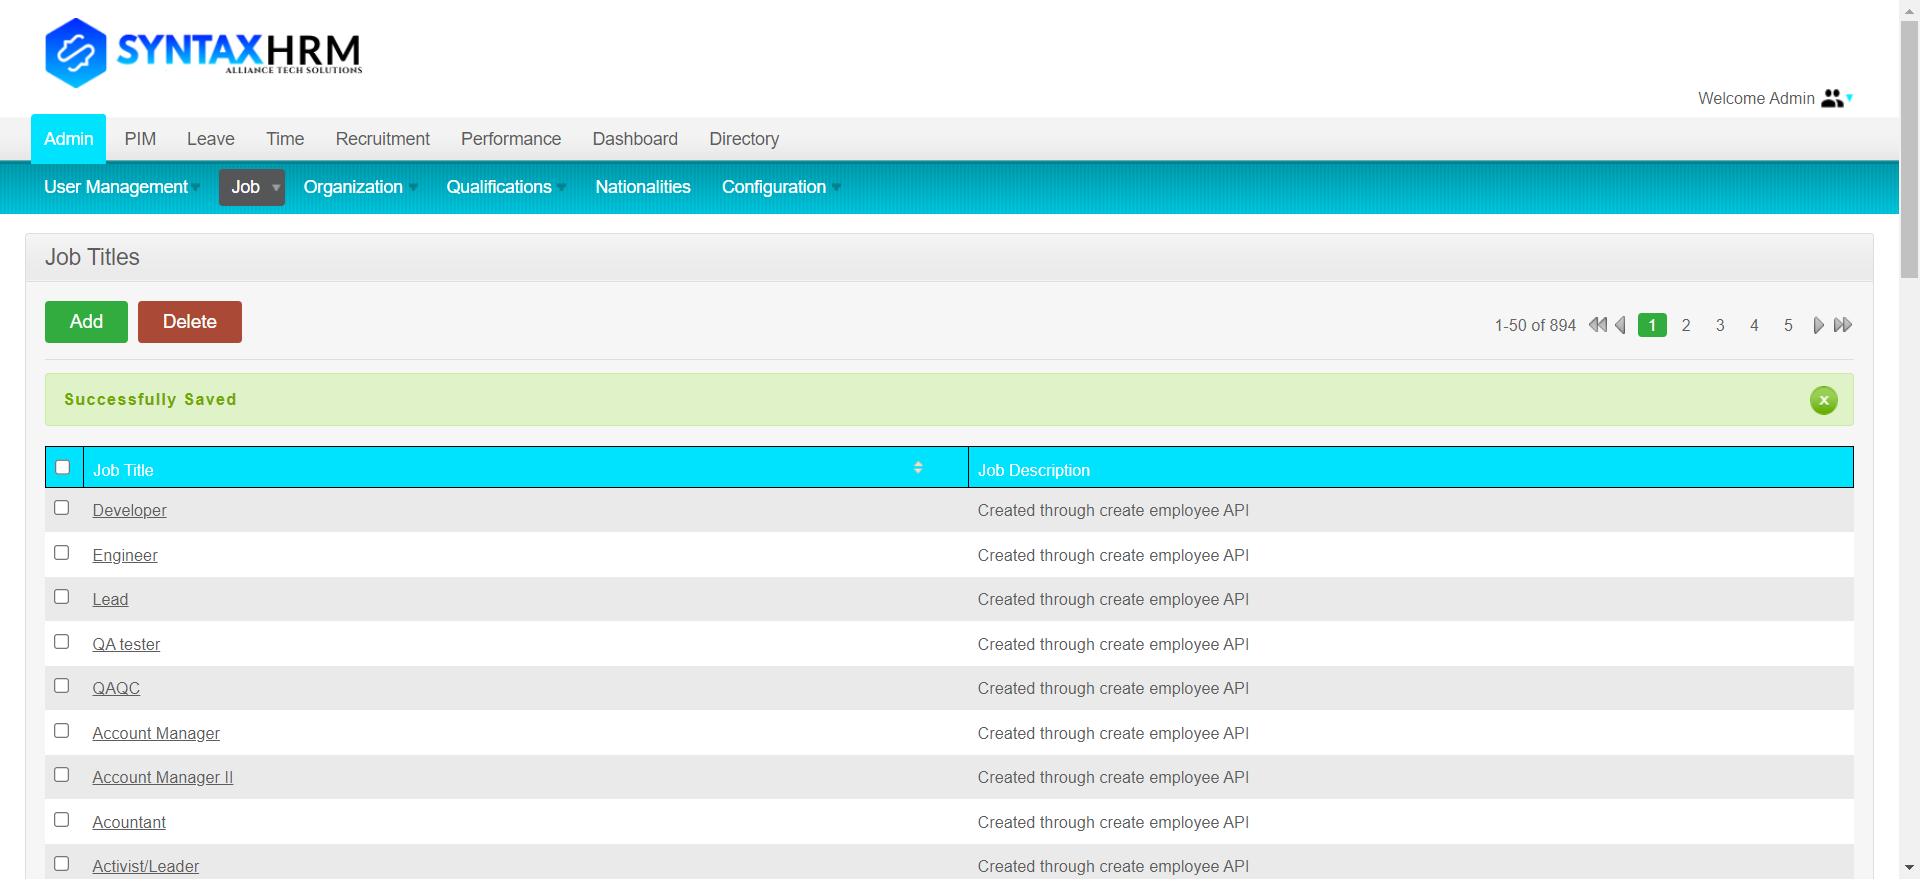 SYNTAXHRM
ALLIANCE TECH SOLUTIONS
Welcome Admin
Admin PIM Leave Time Recruitment Performance Dashboard Directory
User Management Job Organization Qualifications Nationalities Configuration
Job Titles
Add Delete 1-50 of 894 1 2 3 4 5
Successfully Saved x
Job Title Job Description
Developer Created through create employee API
Engineer Created through create employee API
Lead Created through create employee API
QA tester Created through create employee API
QAQC Created through create employee API
Account Manager Created through create employee API
Account Manager II Created through create employee API
Acountant Created through create employee API
Activist/Leader Created through create employee API